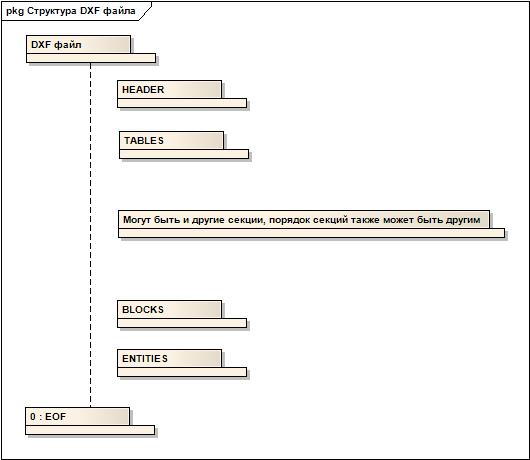 pkg Структура DXF файла
DXF файл
HEADER
TABLES
Могут быть и другие секции, порядок секций также может быть другим
BLOCKS
ENTITIES
0 : EOF